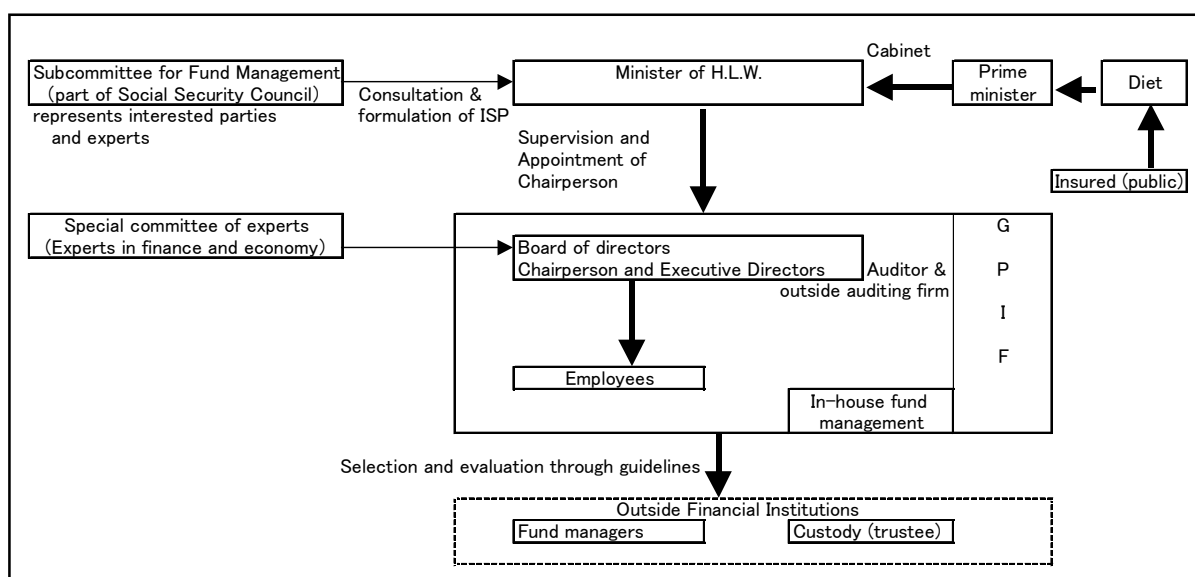 Cabinet
Subcommittee for Fund Management
(part of Social Security Council)
represents interested parties
and experts
Consultation &
formulation of ISP
Minister of H.L.W.
Prime
minister
Diet
Supervision and
Appointment of
Chairperson
Insured (public)
Special committee of experts
(Experts in finance and economy)
Board of directors
Chairperson and Executive Directors
Auditor &
outside auditing firm
G
P
I
F
Employees
In-house fund
management
Selection and evaluation through guidelines
Outside Financial Institutions
Fund managers
Custody (trustee)